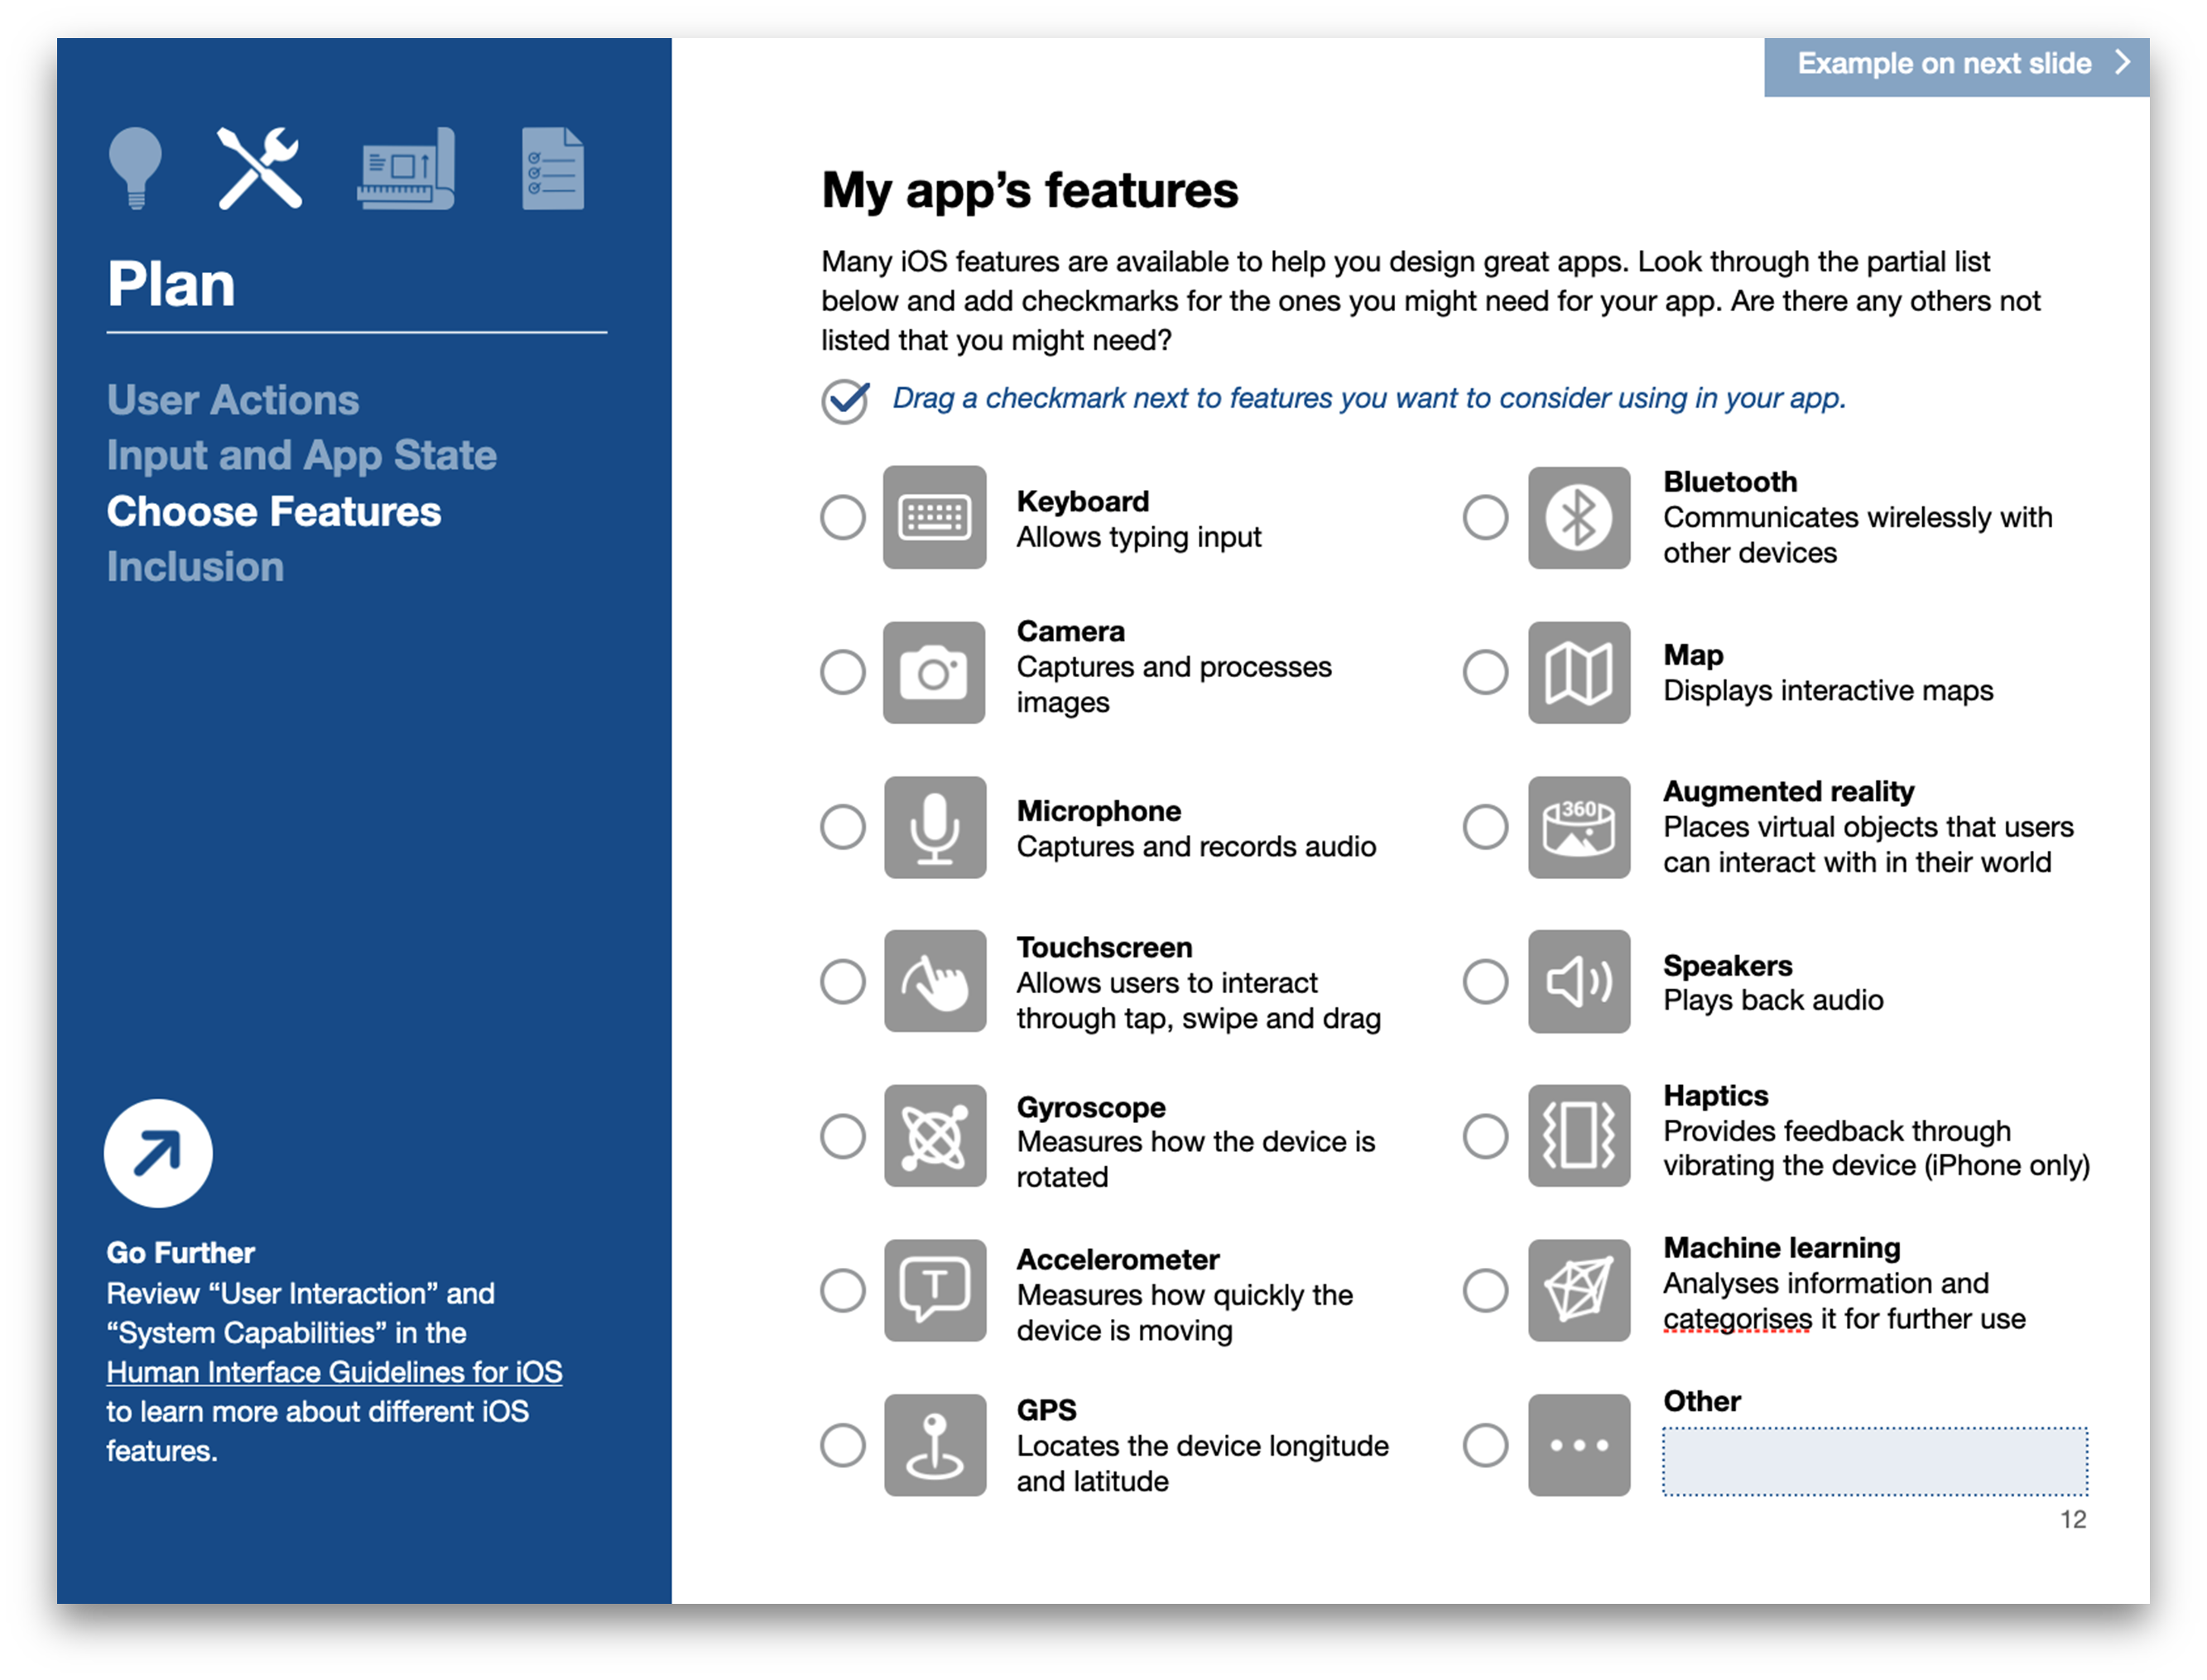 Example on next slide
Plan
User Actions
Input and App State
Choose Features
Inclusion
Go Further
Review “User Interaction” and
“System Capabilities” in the
Human Interface Guidelines for iOS
to learn more about different iOS
features.
My app’s features
Many iOS features are available to help you design great apps. Look through the partial list
below and add checkmarks for the ones you might need for your app. Are there any others not
listed that you might need?
Drag a checkmark next to features you want to consider using in your app.
Keyboard
Allows typing input
Camera
Captures and processes
images
Microphone
Captures and records audio
Touchscreen
Allows users to interact
through tap, swipe and drag
Gyroscope
Measures how the device is
rotated
T
Accelerometer
Measures how quickly the
device is moving
GPS
Locates the device longitude
and latitude
Bluetooth
Communicates wirelessly with
other devices
Map
Displays interactive maps
360
Augmented reality
Places virtual objects that users
can interact with in their world
Speakers
Plays back audio
Haptics
Provides feedback through
vibrating the device (iPhone only)
Machine learning
Analyses information and
categorises it for further use
Other
12